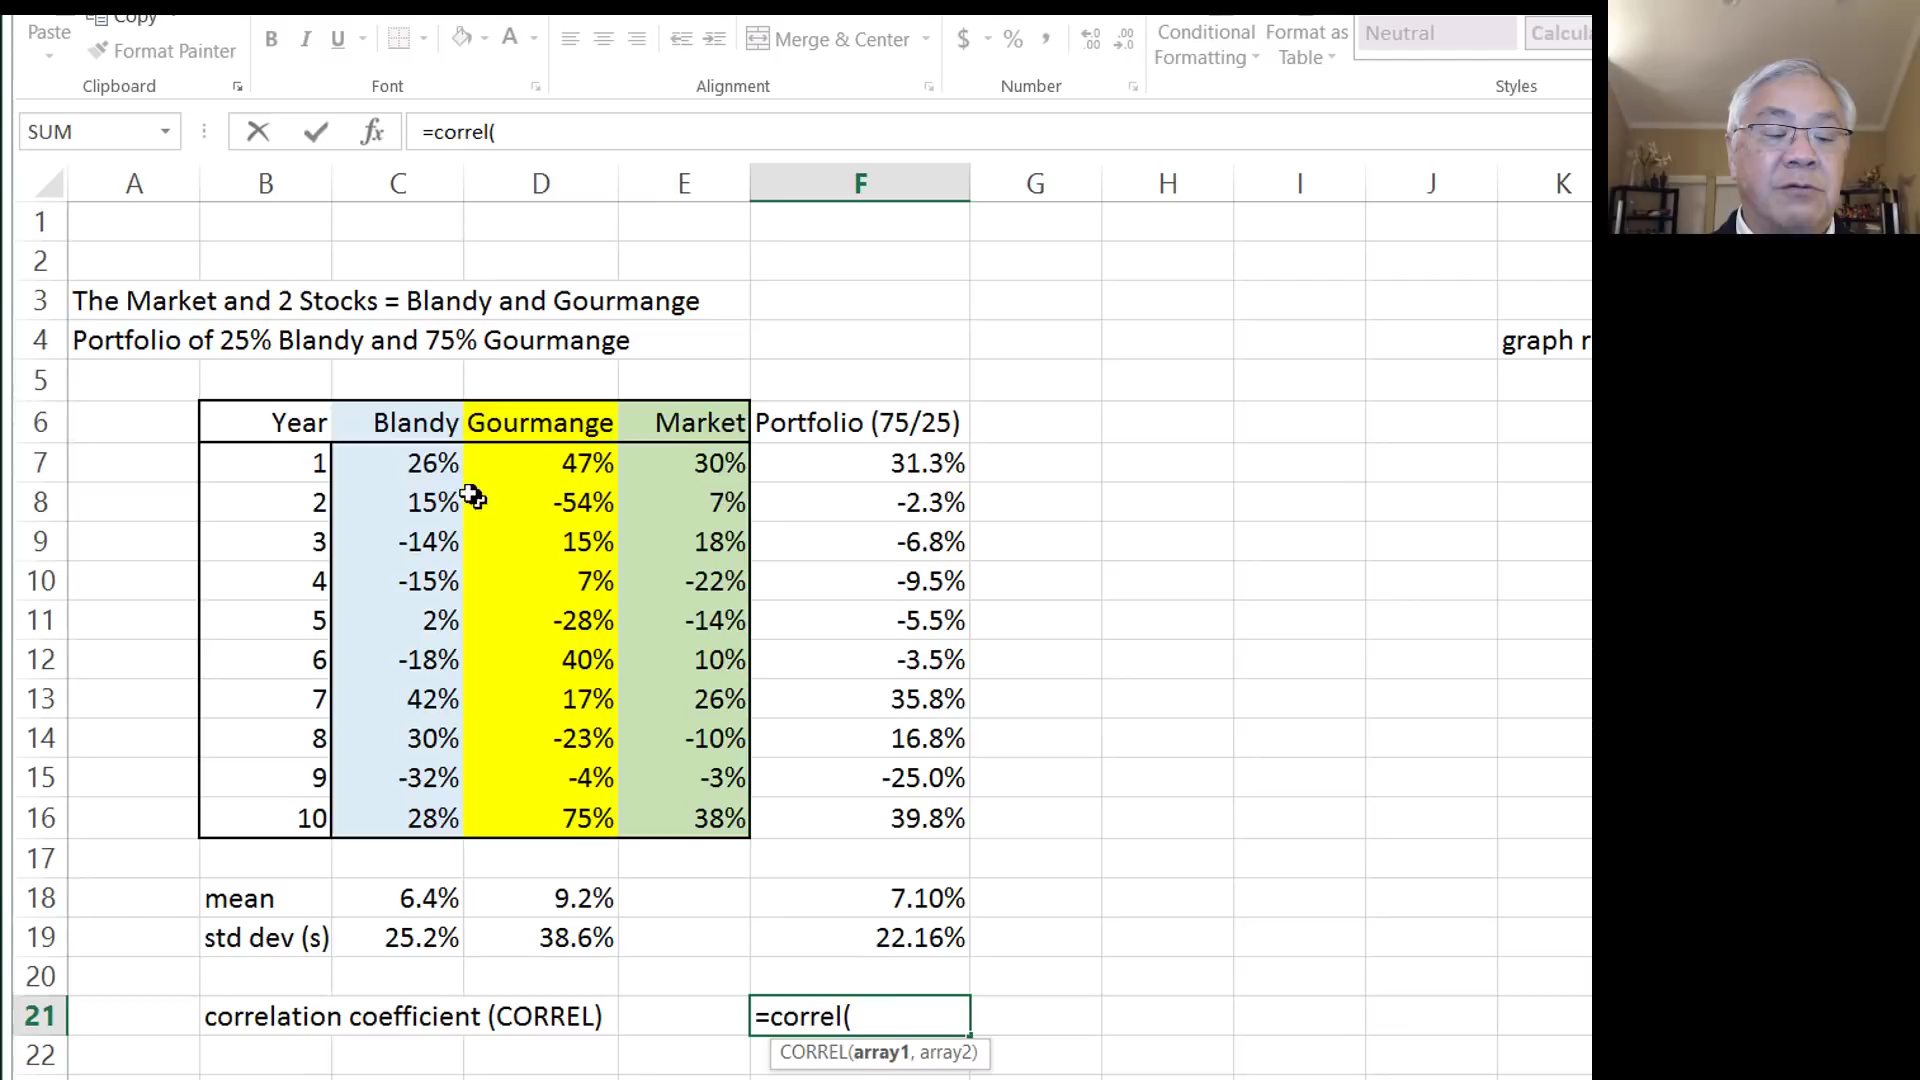 Copy
Paste
Format Painter
B I U A
Merge & Center
$ % ,
Conditional Formatting
Format as Table
Neutral
Calcula
Clipboard
Font
Alignment
Number
Styles
SUM
fx
=correl(
A B C D E F G H I J K
1
2
3 The Market and 2 Stocks = Blandy and Gourmange
4 Portfolio of 25% Blandy and 75% Gourmange graph r
5
6 Year Blandy Gourmange Market Portfolio (75/25)
7 1 26% 47% 30% 31.3%
8 2 15% -54% 7% -2.3%
9 3 -14% 15% 18% -6.8%
10 4 -15% 7% -22% -9.5%
11 5 2% -28% -14% -5.5%
12 6 -18% 40% 10% -3.5%
13 7 42% 17% 26% 35.8%
14 8 30% -23% -10% 16.8%
15 9 -32% -4% -3% -25.0%
16 10 28% 75% 38% 39.8%
17
18 mean 6.4% 9.2% 7.10%
19 std dev (s) 25.2% 38.6% 22.16%
20
21 correlation coefficient (CORREL) =correl(
CORREL(array1, array2)
22